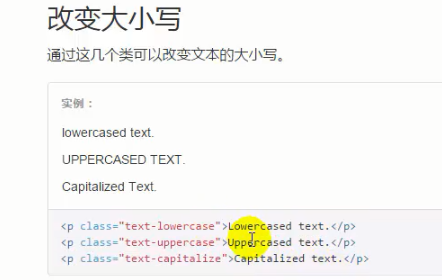 改变大小写
通过这几个类可以改变文本的大小写。
实例：
lowercased text.
UPPERCASED TEXT.
Capitalized Text.
<p class="text-lowercase">Lowercased text.</p>
<p class="text-uppercase">Uppercased text.</p>
<p class="text-capitalize">Capitalized text.</p>